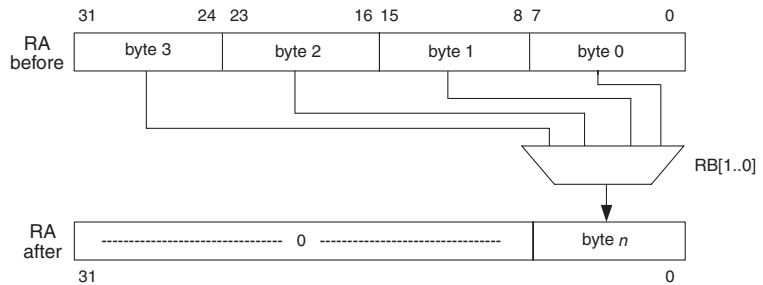 31 24 23 16 15 8 7 0
RA before
byte 3 byte 2 byte 1 byte 0
RB[1..0]
RA after
0 byte n
31 0